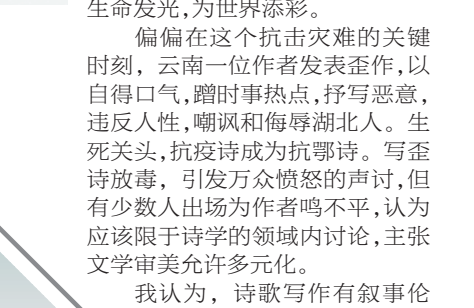 生命发光,为世界添彩。
偏偏在这个抗击灾难的关键
时刻，云南一位作者发表歪作,以
自得口气,蹭时事热点,抒写恶意,
违反人性,嘲讽和侮辱湖北人。生
死关头,抗疫诗成为抗鄂诗。写歪
诗放毒，引发万众愤怒的声讨,但
有少数人出场为作者鸣不平,认为
应该限于诗学的领域内讨论,主张
文学审美允许多元化。
我认为，诗歌写作有叙事伦